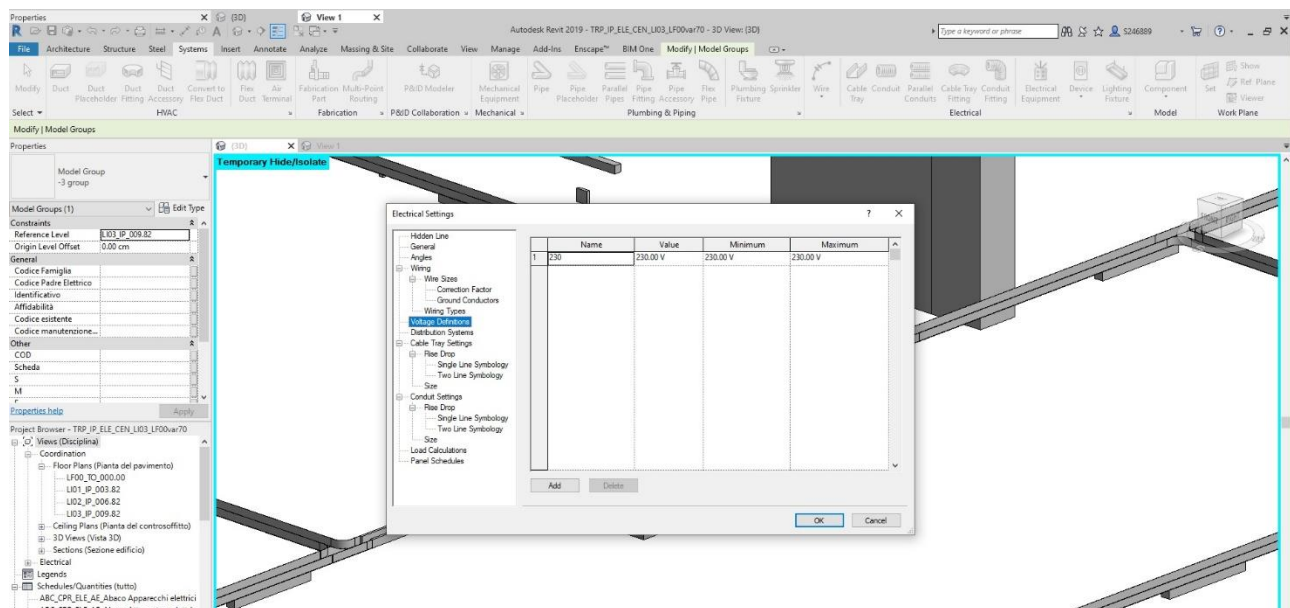 Properties
{3D}
View 1
Autodesk Revit 2019 - TRP_IP_ELE_CEN_LI03_LF00var70 - 3D View: {3D}
Type a keyword or phrase
S246889
File Architecture Structure Steel Systems Insert Annotate Analyze Massing & Site Collaborate View Manage Add-Ins Enscape™ BIM One Modify | Model Groups
Modify
Duct
Duct Placeholder
Duct Fitting
Duct Accessory
Convert to Flex Duct
Flex Duct
Air Terminal
Fabrication Part
Multi-Point Routing
P&ID Modeler
Mechanical Equipment
Pipe
Pipe Placeholder
Parallel Pipes
Pipe Fitting
Pipe Accessory
Flex Pipe
Plumbing Fixture
Sprinkler
Wire
Cable Tray
Conduit
Parallel Conduits
Cable Tray Fitting
Conduit Fitting
Electrical Equipment
Device
Lighting Fixture
Component
Set
Show
Ref Plane
Viewer
Select
HVAC
Fabrication
P&ID Collaboration
Mechanical
Plumbing & Piping
Electrical
Model
Work Plane
Modify | Model Groups
Properties
{3D}
View 1
Temporary Hide/Isolate
Model Group
-3 group
Model Groups (1)
Edit Type
Constraints
Reference Level LI03_IP_009.82
Origin Level Offset 0.00 cm
General
Codice Famiglia
Codice Padre Elettrico
Identificativo
Affidabilità
Codice esistente
Codice manutenzione...
Other
COD
Scheda
S
M
Properties help
Apply
Project Browser - TRP_IP_ELE_CEN_LI03_LF00var70
Views (Disciplina)
Coordination
Floor Plans (Pianta del pavimento)
LF00_TO_000.00
LI01_IP_003.82
LI02_IP_006.82
LI03_IP_009.82
Ceiling Plans (Pianta del controsoffitto)
3D Views (Vista 3D)
Sections (Sezione edificio)
Electrical
Legends
Schedules/Quantities (tutto)
ABC_CPR_ELE_AE_Abaco Apparecchi elettrici
Electrical Settings
?
Hidden Line
General
Angles
Wiring
Wire Sizes
Correction Factor
Ground Conductors
Wiring Types
Voltage Definitions
Distribution Systems
Cable Tray Settings
Rise Drop
Single Line Symbology
Two Line Symbology
Size
Conduit Settings
Rise Drop
Single Line Symbology
Two Line Symbology
Size
Load Calculations
Panel Schedules
Name Value Minimum Maximum
1 230 230.00 V 230.00 V 230.00 V
Add
Delete
OK
Cancel